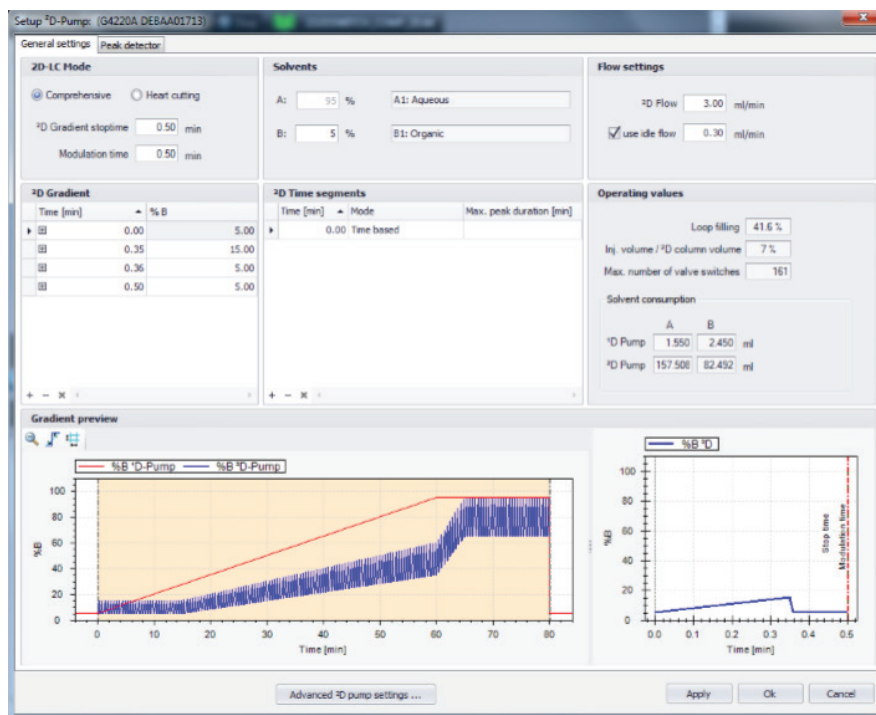 Setup ²D-Pump: (G4220A DEBAA01713)
General settings Peak detector
2D-LC Mode
Comprehensive Heart cutting
²D Gradient stoptime 0.50 min
Modulation time 0.50 min
Solvents
A: 95 % A1: Aqueous
B: 5 % B1: Organic
Flow settings
²D Flow 3.00 ml/min
use idle flow 0.30 ml/min
²D Gradient
Time [min] % B
0.00 5.00
0.35 15.00
0.36 5.00
0.50 5.00
²D Time segments
Time [min] Mode Max. peak duration [min]
0.00 Time based
Operating values
Loop filling 41.6 %
Inj. volume / ²D column volume 7 %
Max. number of valve switches 161
Solvent consumption
A B
¹D Pump 1.550 2.450 ml
²D Pump 157.508 82.492 ml
Gradient preview
%B ¹D-Pump %B ²D-Pump
%B
100
80
60
40
20
0
0 10 20 30 40 50 60 70 80
Time [min]
%B ²D
%B
100
80
60
40
20
0
Stop time
Modulation time
0.0 0.1 0.2 0.3 0.4 0.5
Time [min]
Advanced ²D pump settings ... Apply Ok Cancel